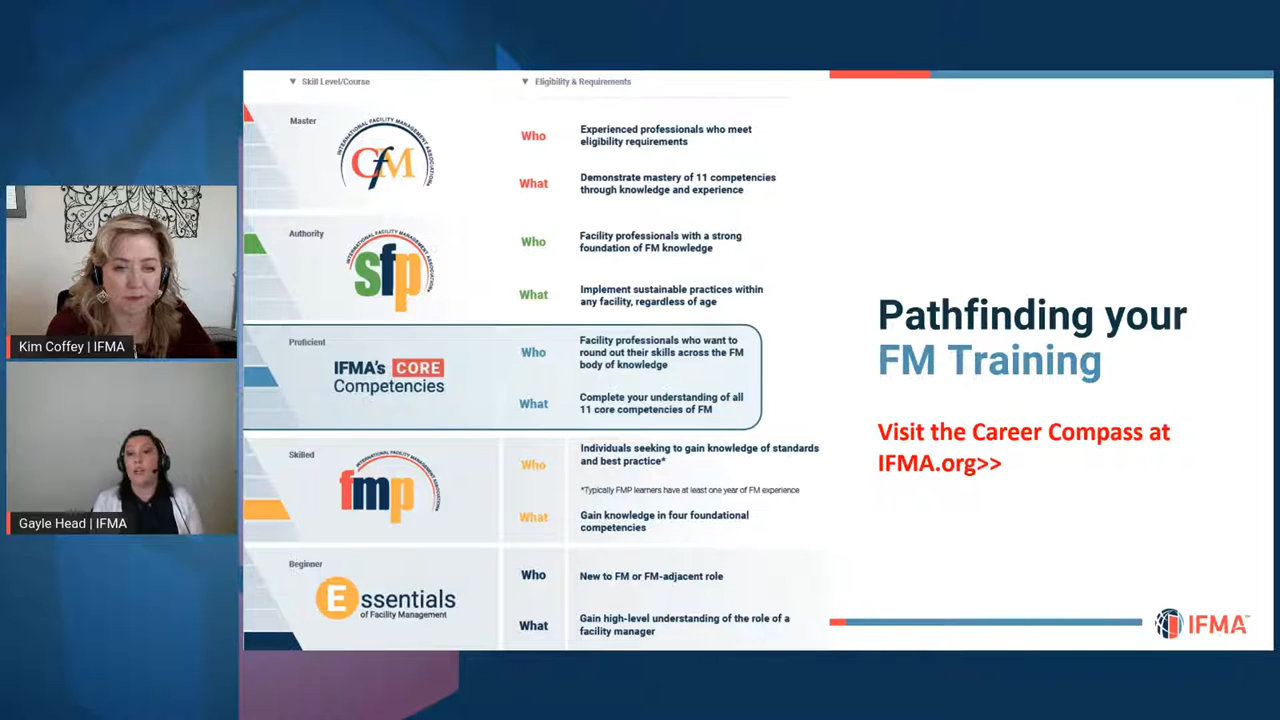 Kim Coffey | IFMA
Gayle Head | IFMA
▼ Skill Level/Course
▼ Eligibility & Requirements
Master
INTERNATIONAL FACILITY MANAGEMENT ASSOCIATION
CfM
Who
Experienced professionals who meet
eligibility requirements
What
Demonstrate mastery of 11 competencies
through knowledge and experience
Authority
INTERNATIONAL FACILITY MANAGEMENT ASSOCIATION
sfp
Who
Facility professionals with a strong
foundation of FM knowledge
What
Implement sustainable practices within
any facility, regardless of age
Proficient
IFMA's CORE
Competencies
Who
Facility professionals who want to
round out their skills across the FM
body of knowledge
What
Complete your understanding of all
11 core competencies of FM
Skilled
INTERNATIONAL FACILITY MANAGEMENT ASSOCIATION
fmp
Who
Individuals seeking to gain knowledge of standards
and best practice*
*Typically FMP learners have at least one year of FM experience
What
Gain knowledge in four foundational
competencies
Beginner
Essentials
of Facility Management
Who
New to FM or FM-adjacent role
What
Gain high-level understanding of the role of a
facility manager
Pathfinding your
FM Training
Visit the Career Compass at
IFMA.org>>
IFMA™